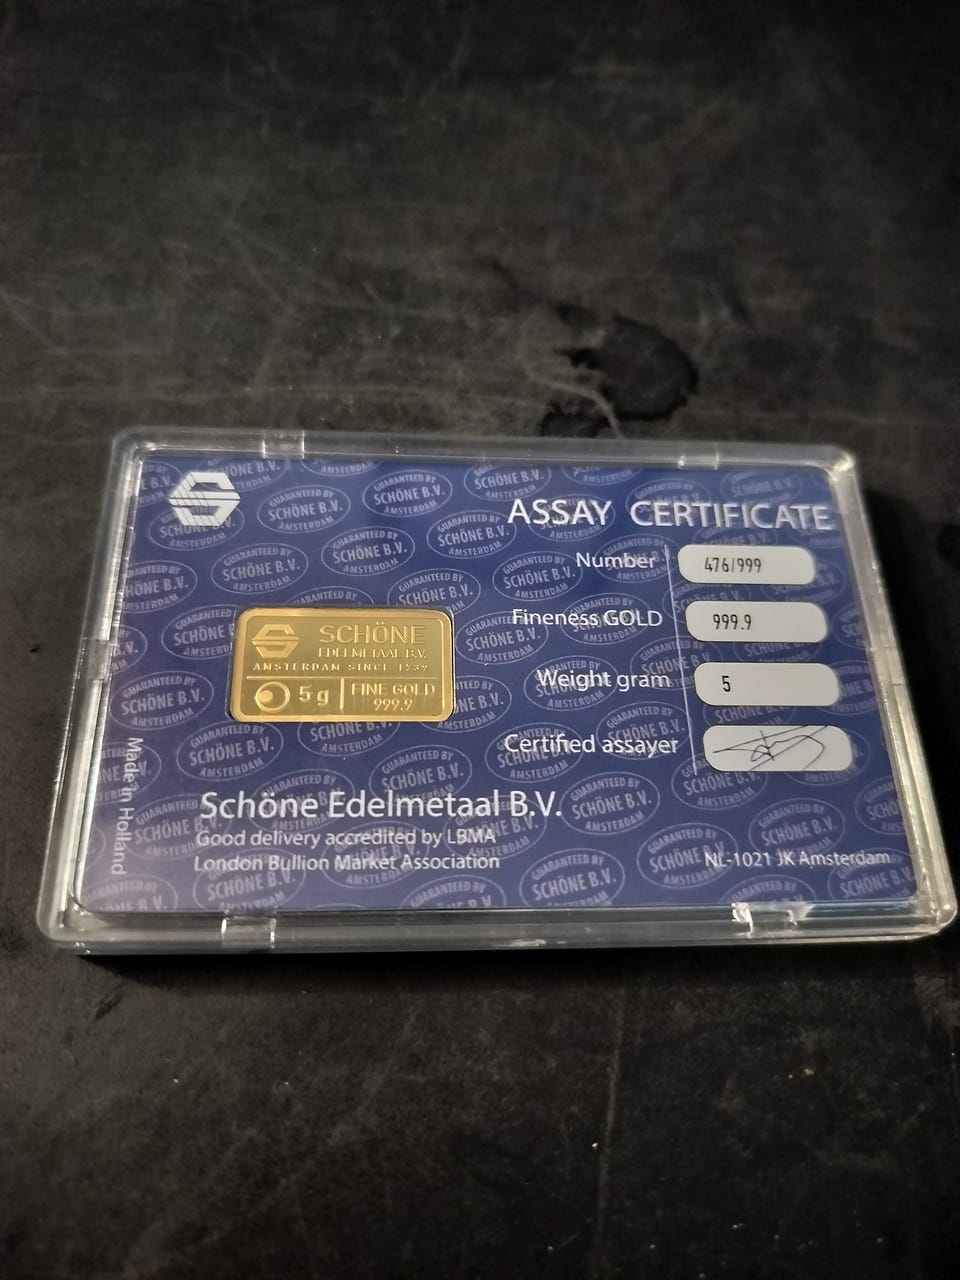 ASSAY CERTIFICATE
Number 476/999
Fineness GOLD 999.9
Weight gram 5
Certified assayer
SCHÖNE
EDELMETAAL B.V.
AMSTERDAM SINCE 1739
5 g
FINE GOLD
999.9
Made in Holland
Schöne Edelmetaal B.V.
Good delivery accredited by LBMA
London Bullion Market Association
NL-1021 JK Amsterdam
GUARANTEED BY
SCHÖNE B.V.
AMSTERDAM